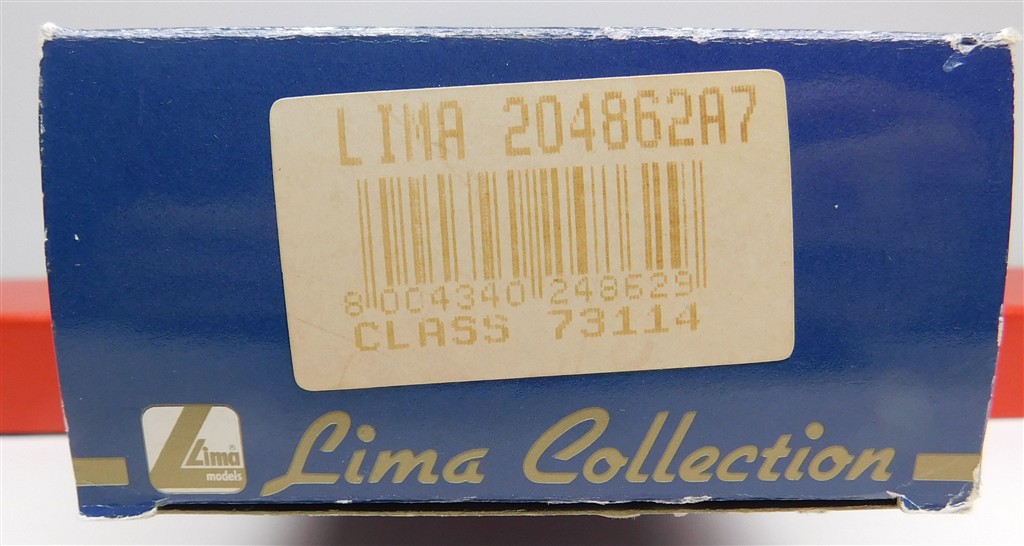 LIMA 204862A7
8 004340 248629
CLASS 73114
Lima®
models
Lima Collection